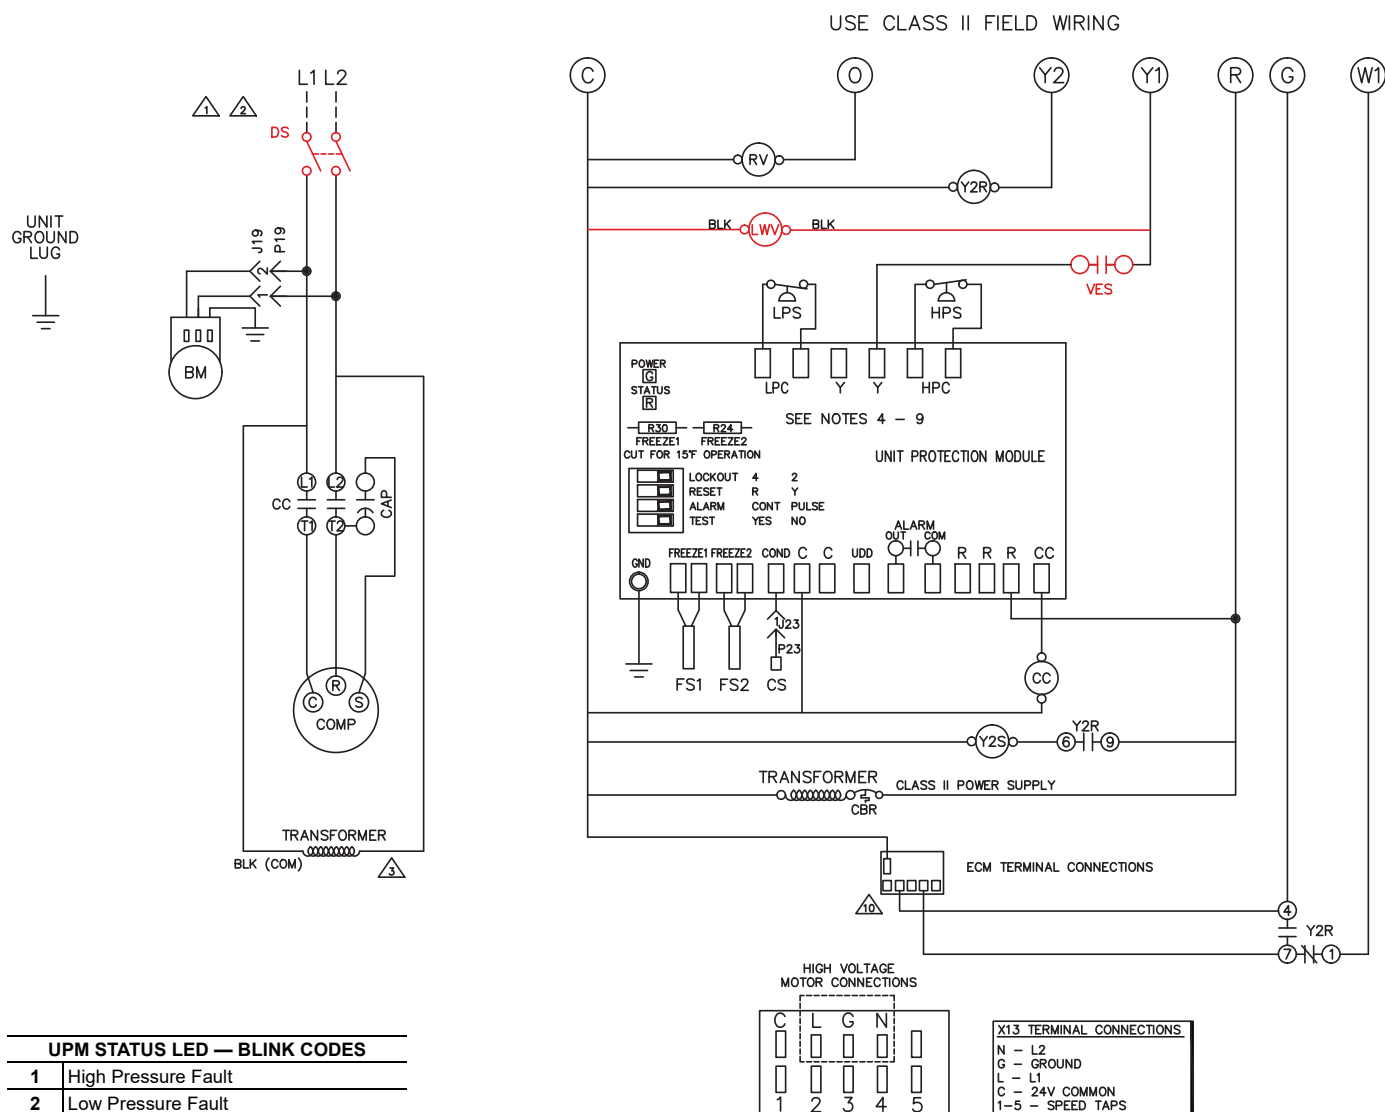 USE CLASS II FIELD WIRING
C O Y2 Y1 R G W1
L1 L2
1 2
DS
RV
Y2R
BLK LWV BLK
VES
UNIT
GROUND
LUG
J19 P19
2
1
BM
LPS HPS
LPC Y Y HPC
POWER
G
STATUS
R
SEE NOTES 4 - 9
R30 R24
FREEZE1 FREEZE2
CUT FOR 15°F OPERATION
UNIT PROTECTION MODULE
LOCKOUT 4 2
RESET R Y
ALARM CONT PULSE
TEST YES NO
CC L1 L2 CAP
T1 T2
ALARM
OUT COM
GND FREEZE1 FREEZE2 COND C C UDD R R R CC
1 J23
P23
FS1 FS2 CS
CC
C R S
COMP
Y2S 6 Y2R 9
TRANSFORMER
CLASS II POWER SUPPLY
CBR
TRANSFORMER
BLK (COM)
3
ECM TERMINAL CONNECTIONS
10
4
Y2R
7 1
HIGH VOLTAGE
MOTOR CONNECTIONS
C L G N
1 2 3 4 5
X13 TERMINAL CONNECTIONS
N - L2
G - GROUND
L - L1
C - 24V COMMON
1-5 - SPEED TAPS
UPM STATUS LED — BLINK CODES
1 High Pressure Fault
2 Low Pressure Fault